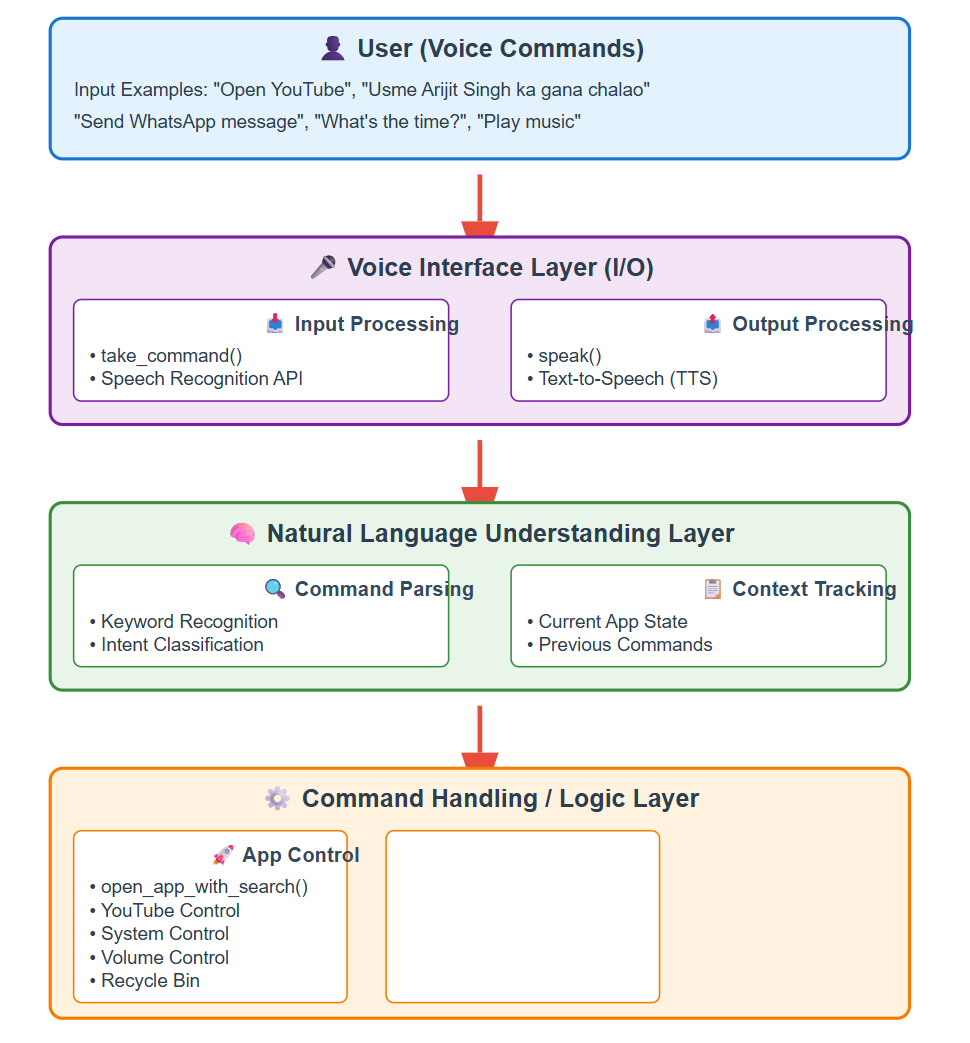 User (Voice Commands)
Input Examples: "Open YouTube", "Usme Arijit Singh ka gana chalao"
"Send WhatsApp message", "What's the time?", "Play music"
Voice Interface Layer (I/O)
Input Processing
• take_command()
• Speech Recognition API
Output Processing
• speak()
• Text-to-Speech (TTS)
Natural Language Understanding Layer
Command Parsing
• Keyword Recognition
• Intent Classification
Context Tracking
• Current App State
• Previous Commands
Command Handling / Logic Layer
App Control
• open_app_with_search()
• YouTube Control
• System Control
• Volume Control
• Recycle Bin